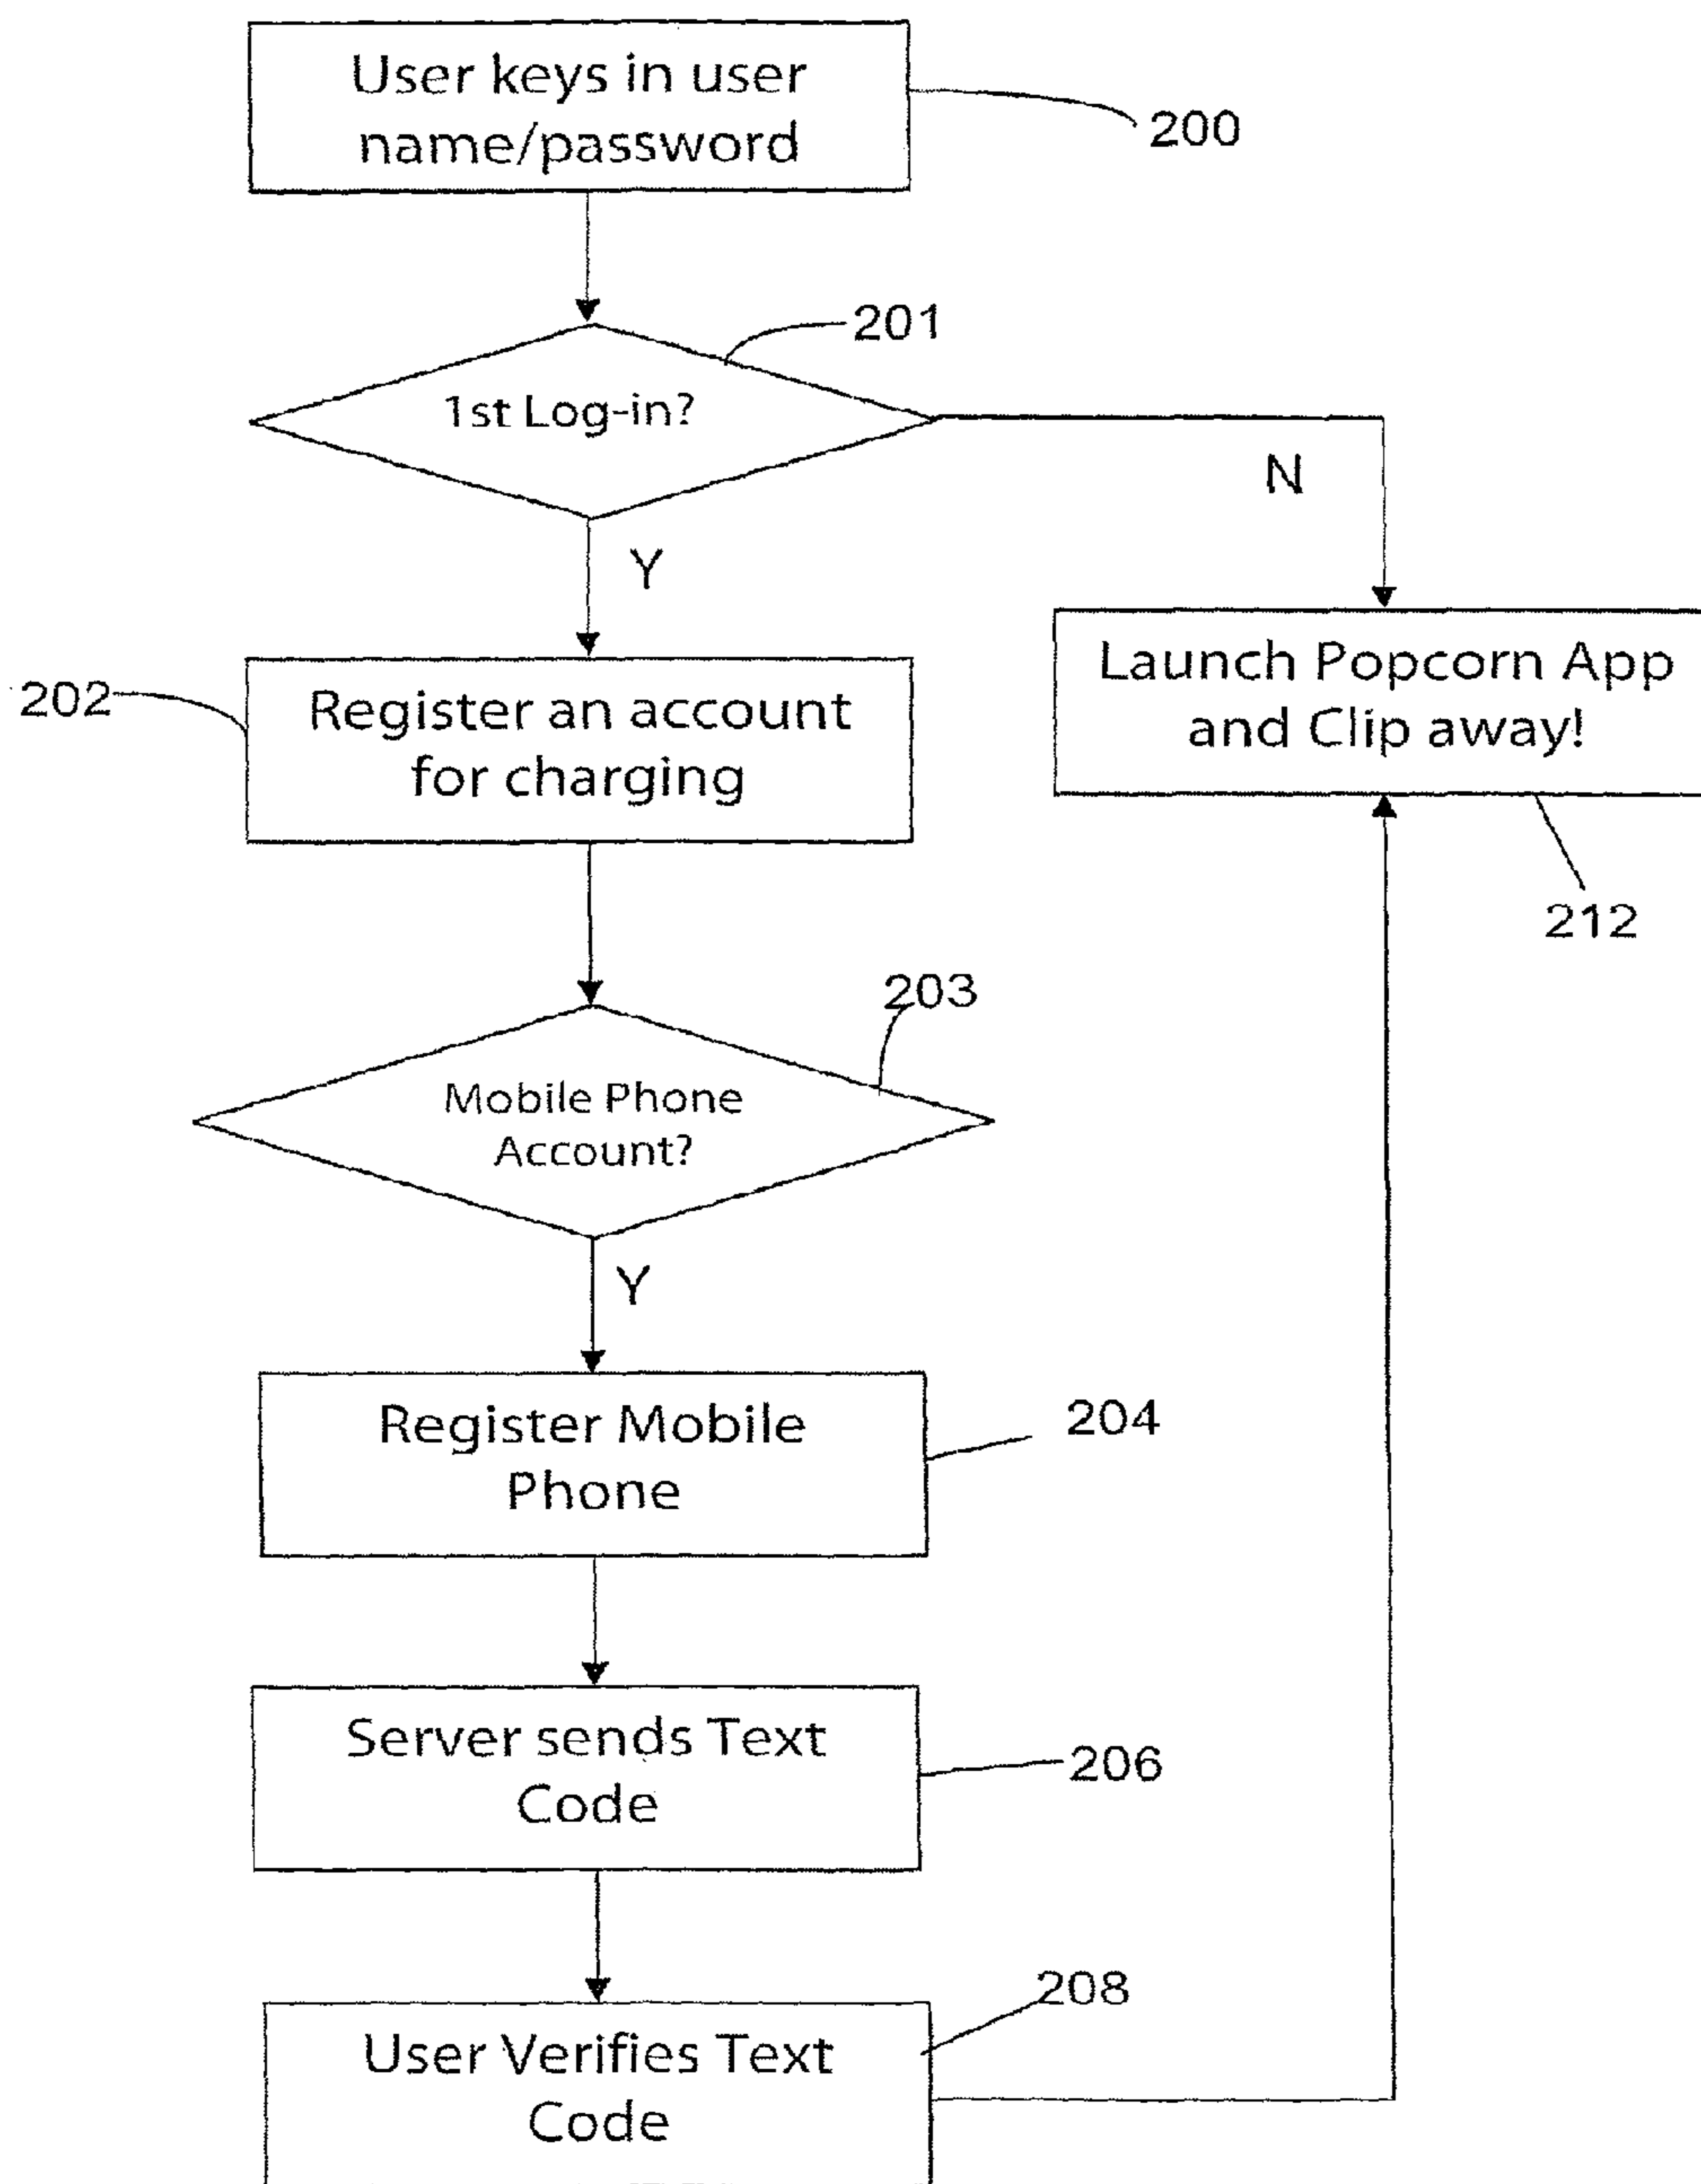 User keys in user
name/password
200
201
1st Log-in?
N
Y
202
Register an account
for charging
Launch Popcorn App
and Clip away!
212
203
Mobile Phone
Account?
Y
Register Mobile
Phone
204
Server sends Text
Code
206
208
User Verifies Text
Code